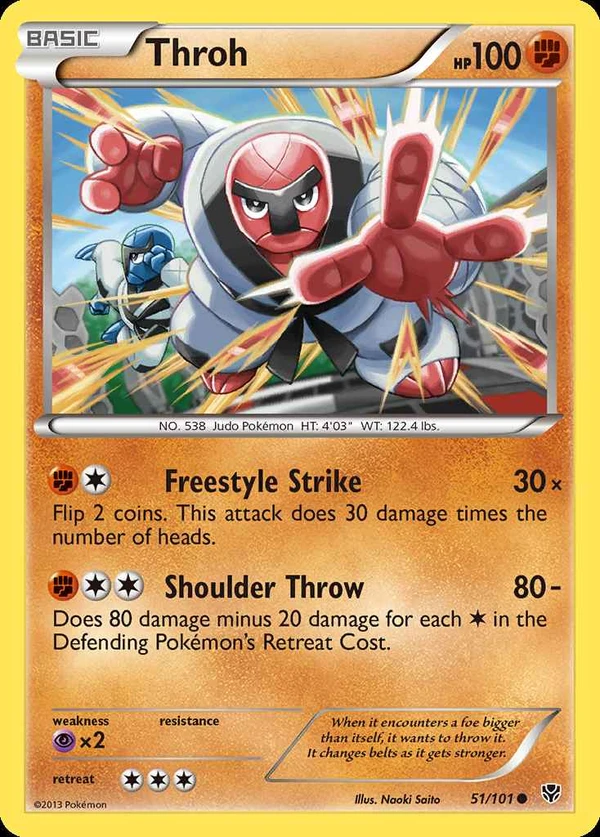 BASIC
Throh
HP100
NO. 538 Judo Pokémon HT: 4'03" WT: 122.4 lbs.
Freestyle Strike 30×
Flip 2 coins. This attack does 30 damage times the
number of heads.
Shoulder Throw 80-
Does 80 damage minus 20 damage for each in the
Defending Pokémon's Retreat Cost.
weakness resistance
×2
When it encounters a foe bigger
than itself, it wants to throw it.
It changes belts as it gets stronger.
retreat
©2013 Pokémon Illus. Naoki Saito 51/101